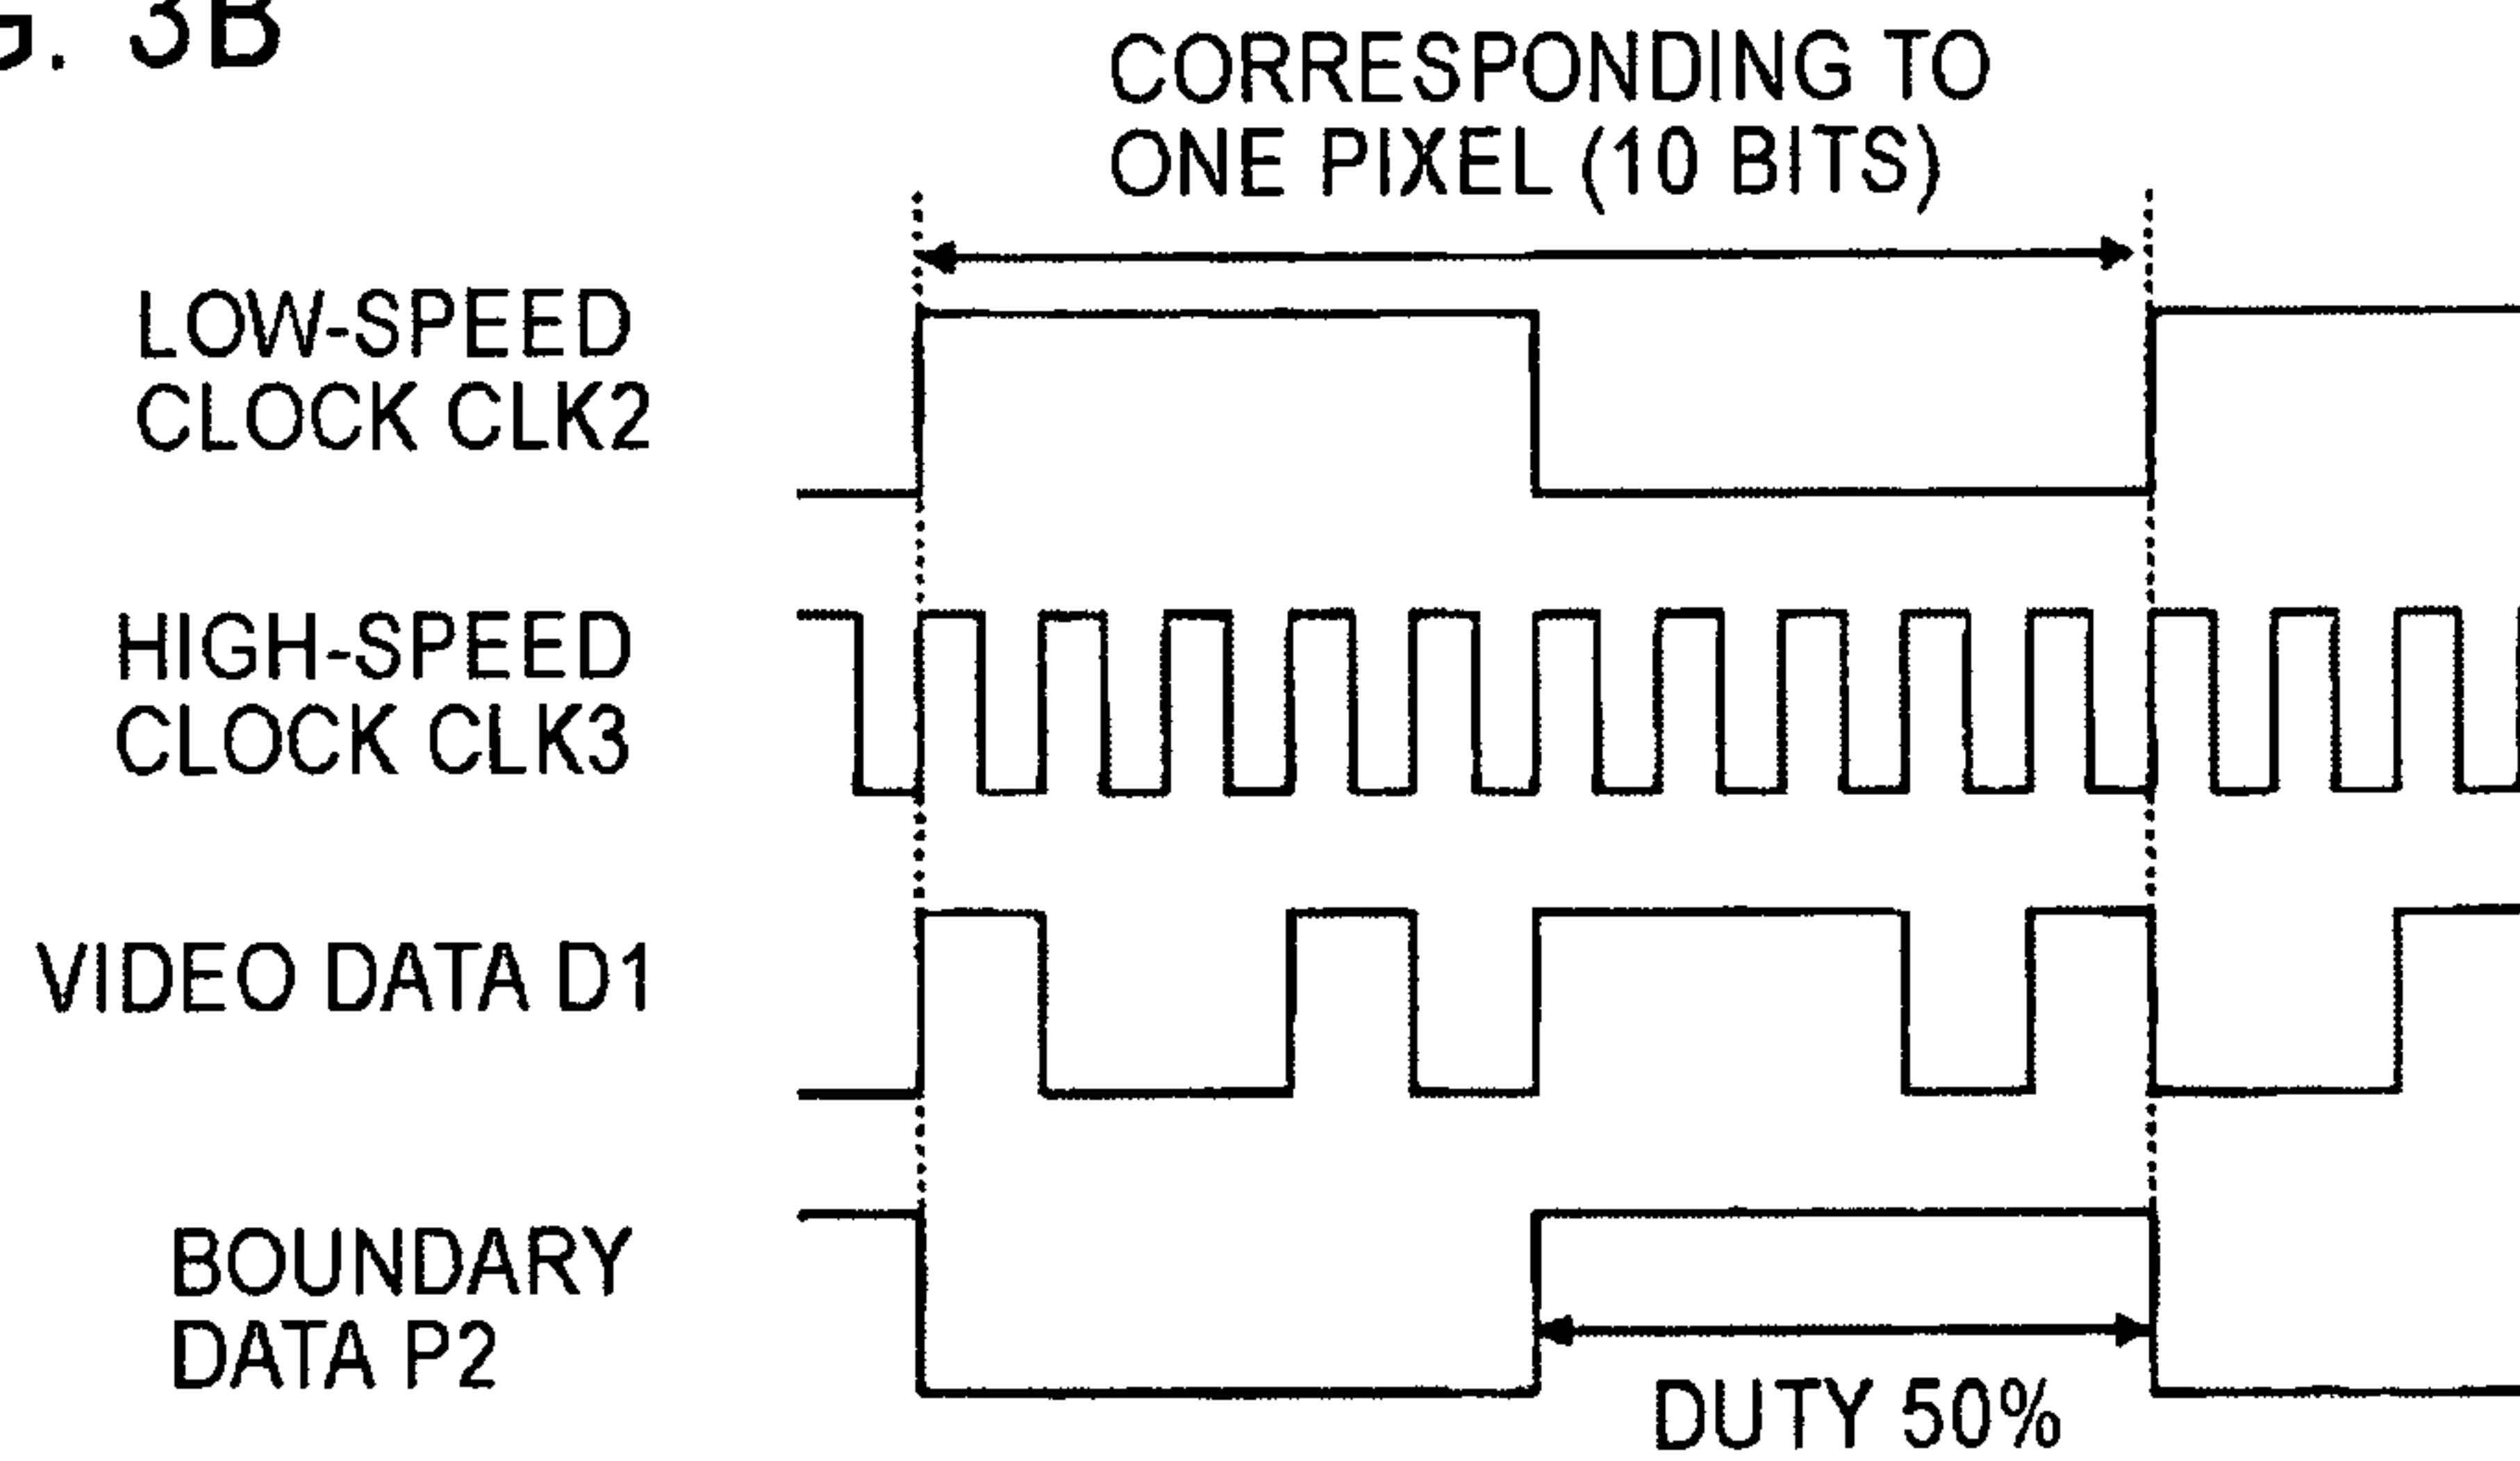 G. 3B
CORRESPONDING TO
ONE PIXEL (10 BITS)
LOW-SPEED
CLOCK CLK2
HIGH-SPEED
CLOCK CLK3
VIDEO DATA D1
BOUNDARY
DATA P2
DUTY 50%